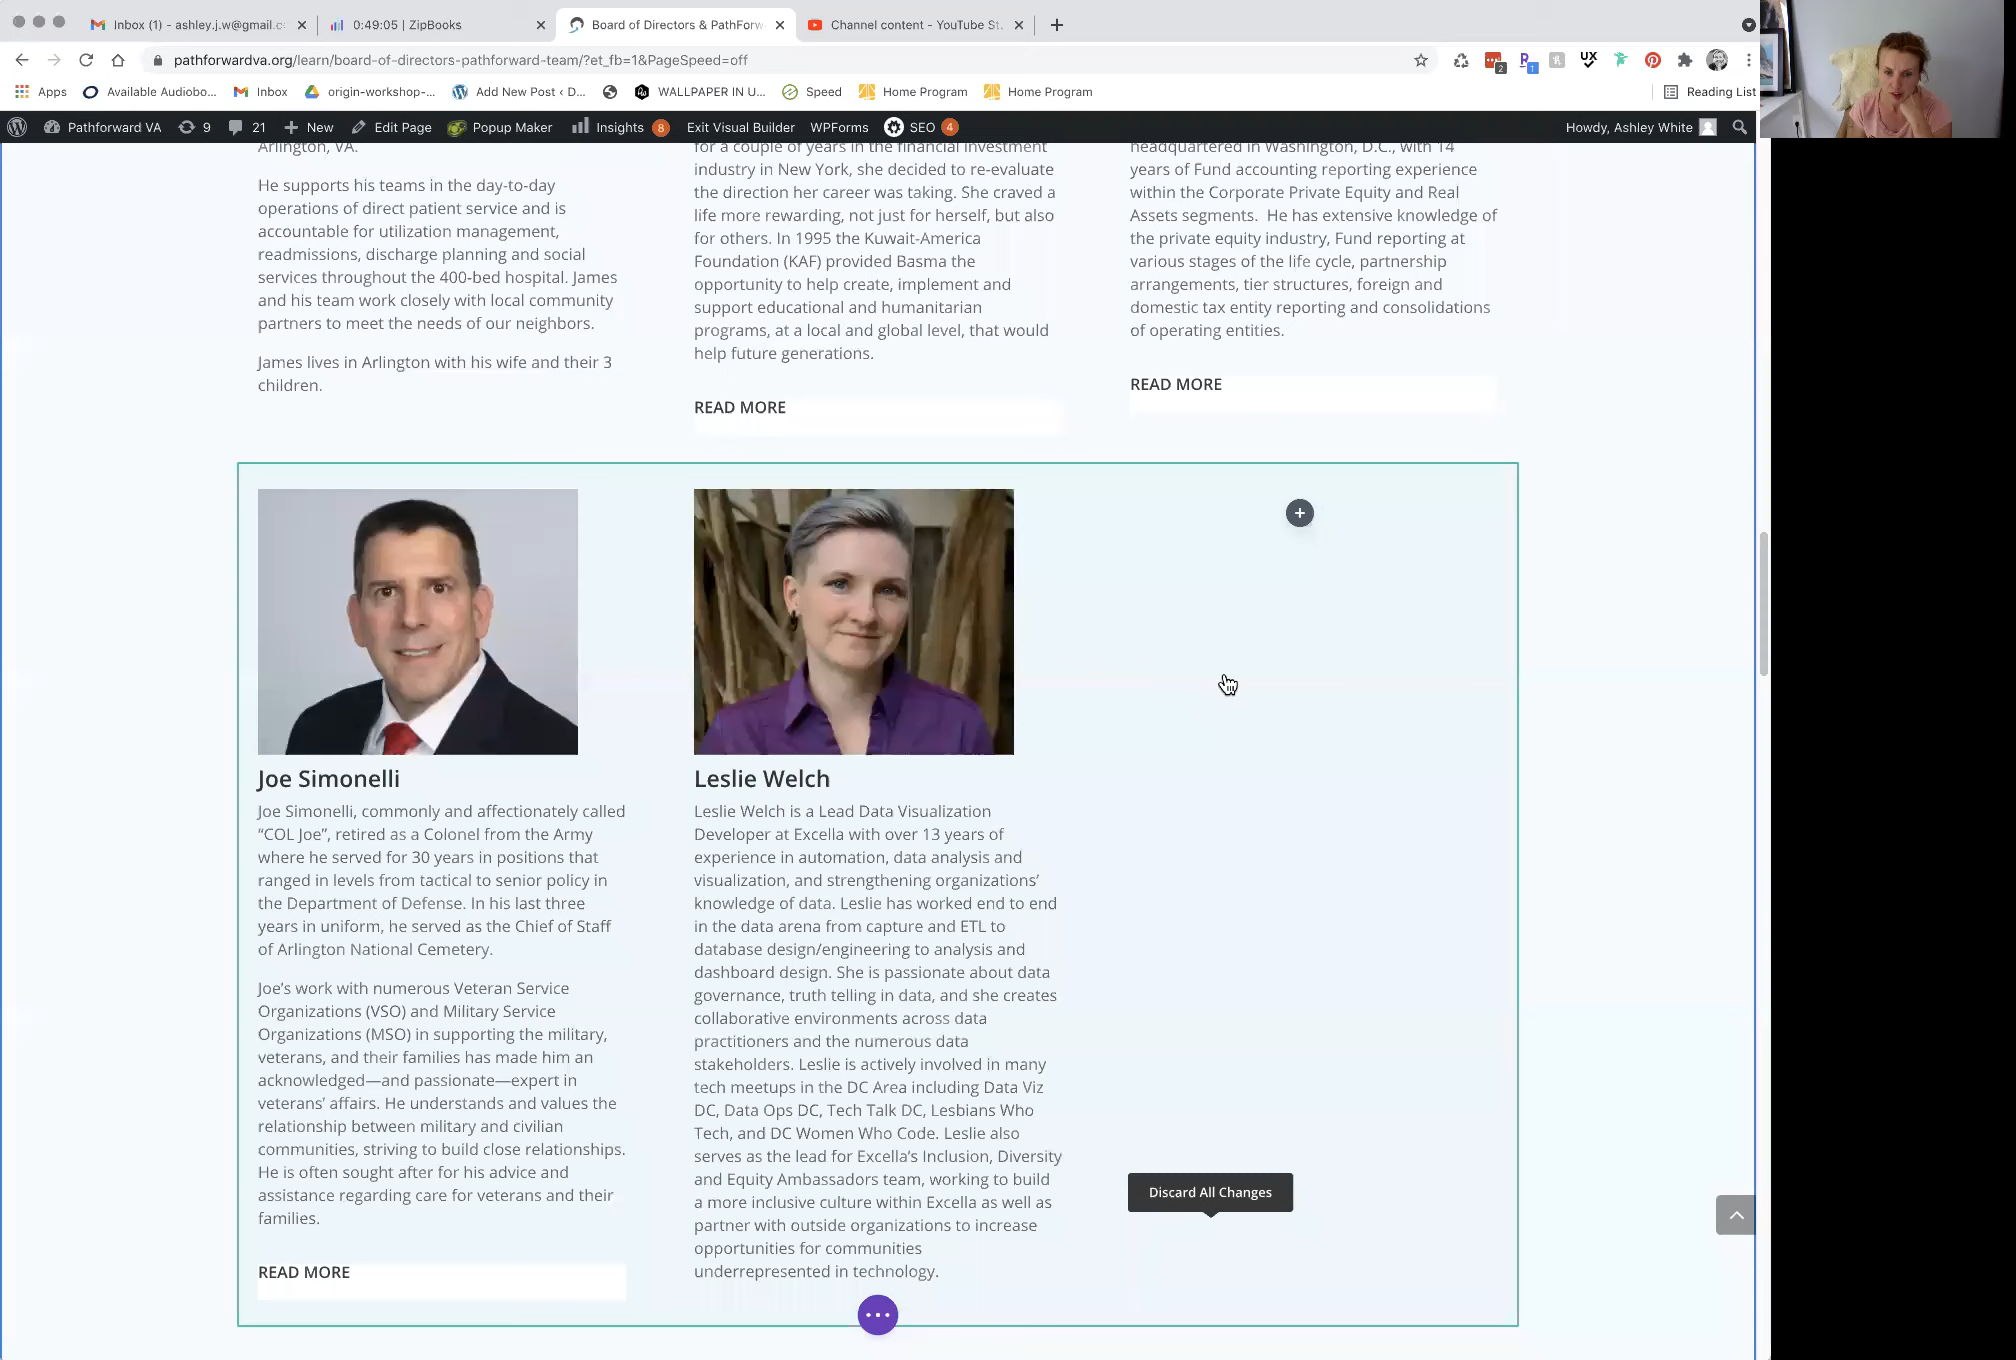 Inbox (1) - ashley.j.w@gmail.c
0:49:05 | ZipBooks
Board of Directors & PathForw
Channel content - YouTube St.
pathforwardva.org/learn/board-of-directors-pathforward-team/?et_fb=1&PageSpeed=off
2
1
UX
Apps
Available Audiobo...
Inbox
origin-workshop-...
Add New Post ‹ D...
WALLPAPER IN U...
Speed
Home Program
Home Program
Reading List
Pathforward VA
9
21
New
Edit Page
Popup Maker
Insights 8
Exit Visual Builder
WPForms
SEO 4
Howdy, Ashley White
Arlington, VA.
He supports his teams in the day-to-day
operations of direct patient service and is
accountable for utilization management,
readmissions, discharge planning and social
services throughout the 400-bed hospital. James
and his team work closely with local community
partners to meet the needs of our neighbors.
James lives in Arlington with his wife and their 3
children.
for a couple of years in the financial investment
industry in New York, she decided to re-evaluate
the direction her career was taking. She craved a
life more rewarding, not just for herself, but also
for others. In 1995 the Kuwait-America
Foundation (KAF) provided Basma the
opportunity to help create, implement and
support educational and humanitarian
programs, at a local and global level, that would
help future generations.
READ MORE
headquartered in Washington, D.C., with 14
years of Fund accounting reporting experience
within the Corporate Private Equity and Real
Assets segments.  He has extensive knowledge of
the private equity industry, Fund reporting at
various stages of the life cycle, partnership
arrangements, tier structures, foreign and
domestic tax entity reporting and consolidations
of operating entities.
READ MORE
Joe Simonelli
Joe Simonelli, commonly and affectionately called
“COL Joe”, retired as a Colonel from the Army
where he served for 30 years in positions that
ranged in levels from tactical to senior policy in
the Department of Defense. In his last three
years in uniform, he served as the Chief of Staff
of Arlington National Cemetery.
Joe’s work with numerous Veteran Service
Organizations (VSO) and Military Service
Organizations (MSO) in supporting the military,
veterans, and their families has made him an
acknowledged—and passionate—expert in
veterans’ affairs. He understands and values the
relationship between military and civilian
communities, striving to build close relationships.
He is often sought after for his advice and
assistance regarding care for veterans and their
families.
READ MORE
Leslie Welch
Leslie Welch is a Lead Data Visualization
Developer at Excella with over 13 years of
experience in automation, data analysis and
visualization, and strengthening organizations’
knowledge of data. Leslie has worked end to end
in the data arena from capture and ETL to
database design/engineering to analysis and
dashboard design. She is passionate about data
governance, truth telling in data, and she creates
collaborative environments across data
practitioners and the numerous data
stakeholders. Leslie is actively involved in many
tech meetups in the DC Area including Data Viz
DC, Data Ops DC, Tech Talk DC, Lesbians Who
Tech, and DC Women Who Code. Leslie also
serves as the lead for Excella’s Inclusion, Diversity
and Equity Ambassadors team, working to build
a more inclusive culture within Excella as well as
partner with outside organizations to increase
opportunities for communities
underrepresented in technology.
Discard All Changes